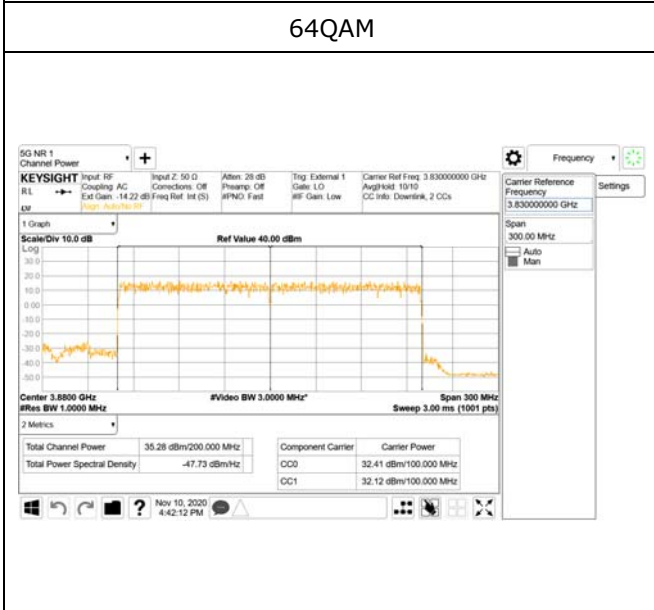 64QAM
5G NR 1
Channel Power
+
Frequency
KEYSIGHT
Input: RF
Input Z: 50 Ω
Atten: 28 dB
Trig: External 1
Carrier Ref Freq: 3.830000000 GHz
RL
Coupling: AC
Corrections: Off
Preamp: Off
Gate: LO
Avg|Hold: 10/10
Ext Gain: -14.22 dB
Freq Ref: Int (S)
#PNO: Fast
#IF Gain: Low
CC Info: Downlink, 2 CCs
Align: Auto/No RF
Carrier Reference
Frequency
3.830000000 GHz
Settings
Span
300.00 MHz
Auto
Man
1 Graph
Scale/Div 10.0 dB
Ref Value 40.00 dBm
Log
30.0
20.0
10.0
0.00
-10.0
-20.0
-30.0
-40.0
-50.0
Center 3.8800 GHz
#Video BW 3.0000 MHz*
Span 300 MHz
#Res BW 1.0000 MHz
Sweep 3.00 ms (1001 pts)
2 Metrics
Total Channel Power
35.28 dBm/200.000 MHz
Total Power Spectral Density
-47.73 dBm/Hz
Component Carrier
Carrier Power
CC0
32.41 dBm/100.000 MHz
CC1
32.12 dBm/100.000 MHz
?
Nov 10, 2020
4:42:12 PM